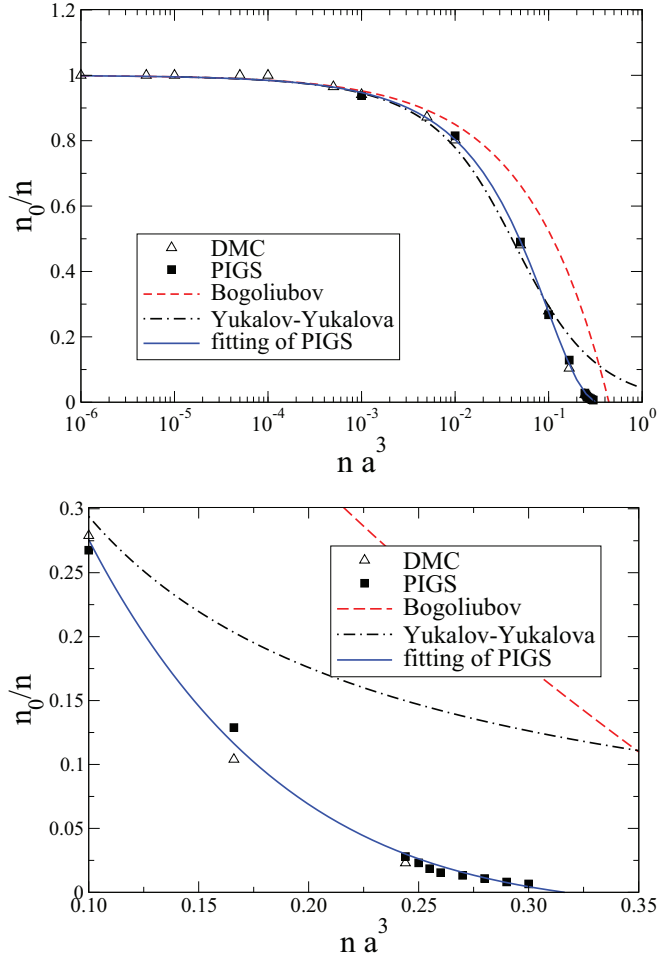 1.2
1
0.8
0.6
0.4
0.2
0
n₀/n
DMC
PIGS
Bogoliubov
Yukalov-Yukalova
fitting of PIGS
10⁻⁶ 10⁻⁵ 10⁻⁴ 10⁻³ 10⁻² 10⁻¹ 10⁰
n a³
0.3
0.25
0.2
0.15
0.1
0.05
0
n₀/n
DMC
PIGS
Bogoliubov
Yukalov-Yukalova
fitting of PIGS
0.10 0.15 0.20 0.25 0.30 0.35
n a³